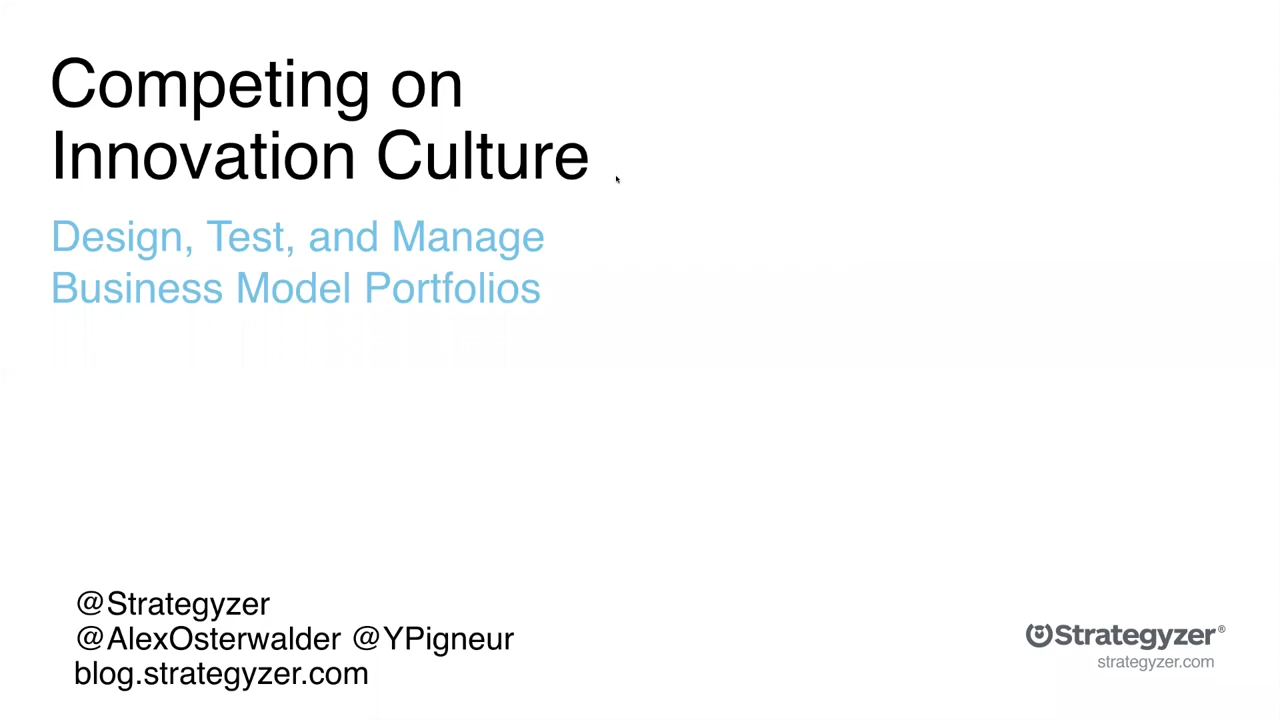 Competing on
Innovation Culture
Design, Test, and Manage
Business Model Portfolios
@Strategyzer
@AlexOsterwalder @YPigneur
blog.strategyzer.com
Strategyzer®
strategyzer.com